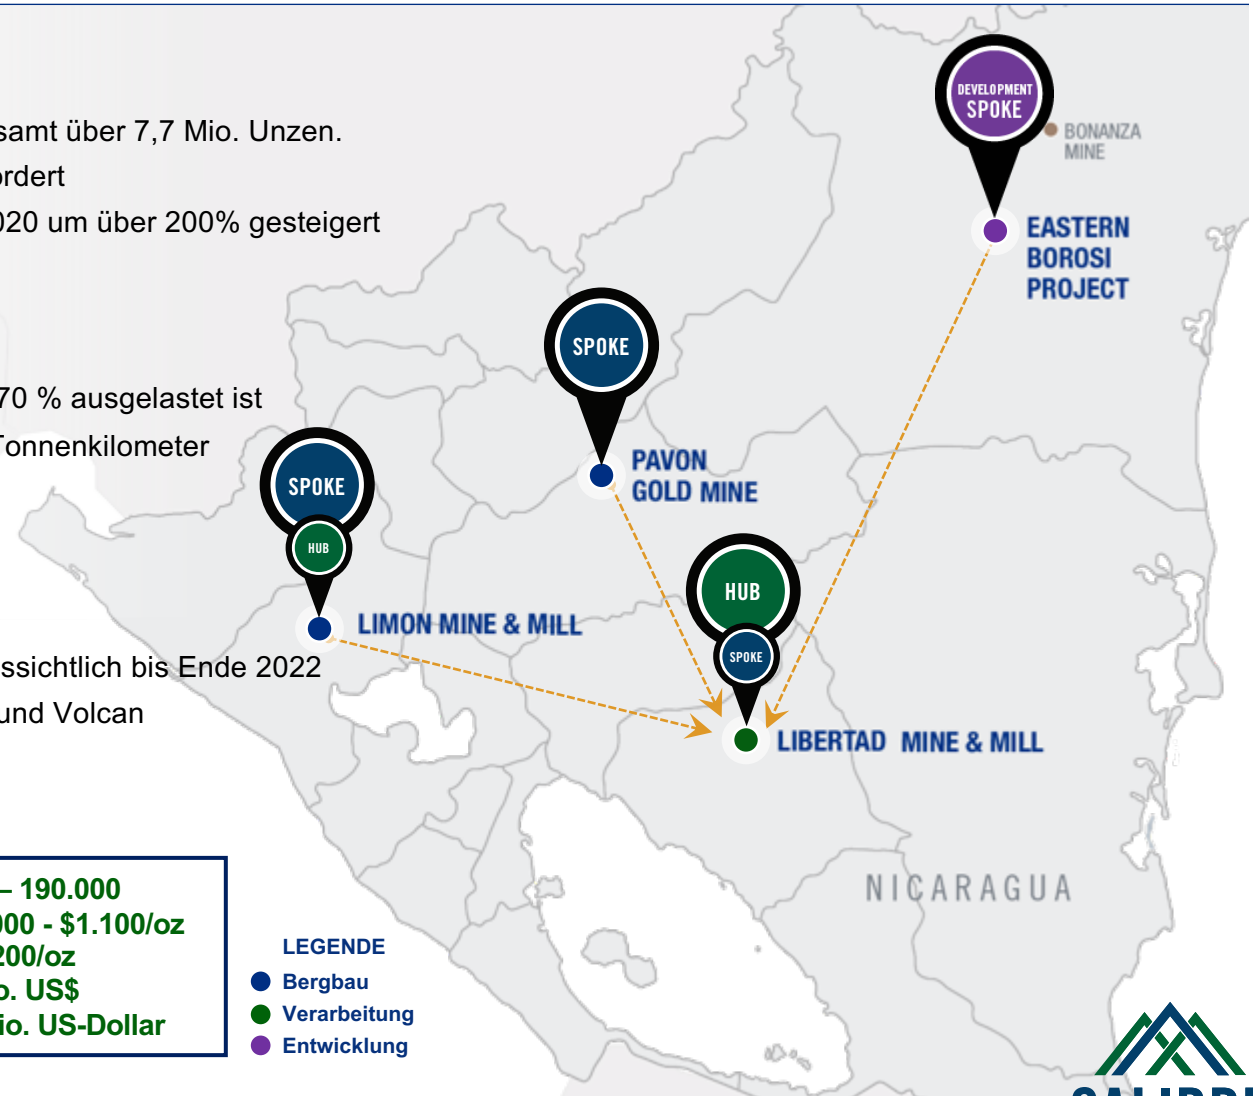 samt über 7,7 Mio. Unzen.
ordert
020 um über 200% gesteigert
70 % ausgelastet ist
Tonnenkilometer
ssichtlich bis Ende 2022
und Volcan
– 190.000
000 - $1.100/oz
200/oz
o. US$
io. US-Dollar
LEGENDE
Bergbau
Verarbeitung
Entwicklung
DEVELOPMENT
SPOKE
BONANZA
MINE
EASTERN
BOROSI
PROJECT
SPOKE
PAVON
GOLD MINE
SPOKE
HUB
LIMON MINE & MILL
HUB
SPOKE
LIBERTAD MINE & MILL
NICARAGUA